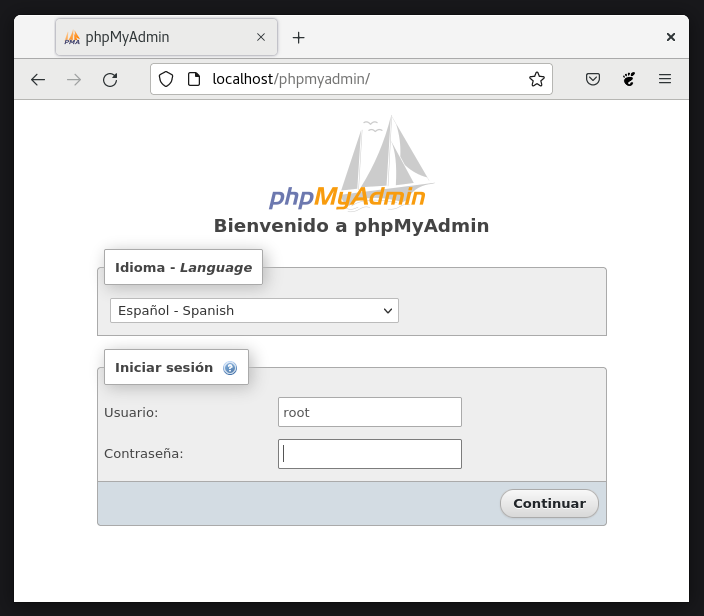 phpMyAdmin
localhost/phpmyadmin/
phpMyAdmin
Bienvenido a phpMyAdmin
Idioma - Language
Español - Spanish
Iniciar sesión
Usuario: root
Contraseña:
Continuar